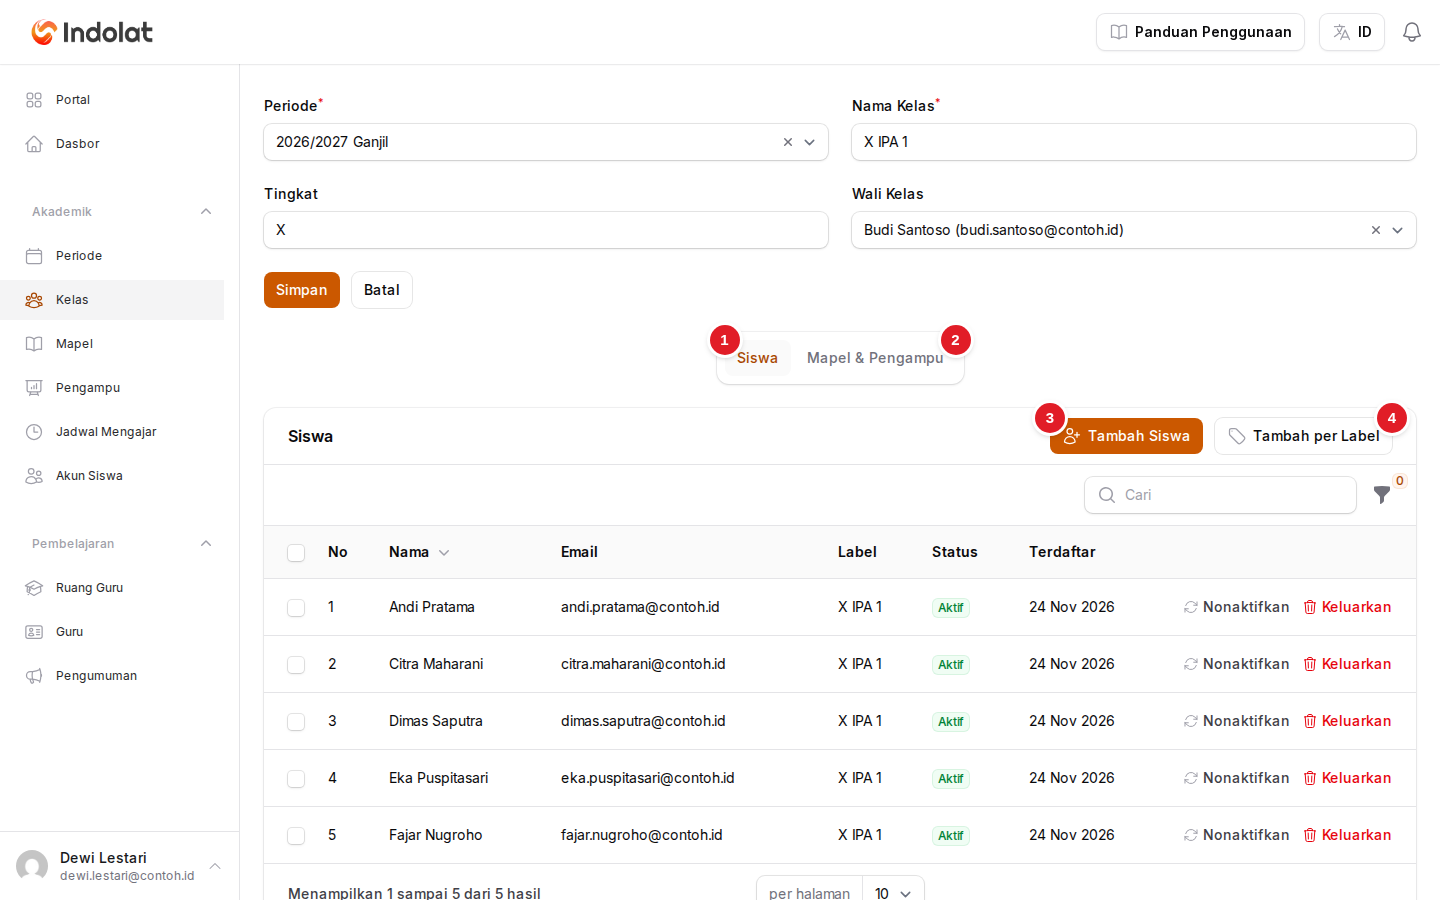 Indolat
Panduan Penggunaan
ID
Portal
Dasbor
Akademik
Periode
Kelas
Mapel
Pengampu
Jadwal Mengajar
Akun Siswa
Pembelajaran
Ruang Guru
Guru
Pengumuman
Dewi Lestari
dewi.lestari@contoh.id
Periode* Nama Kelas*
2026/2027 Ganjil X IPA 1
Tingkat Wali Kelas
X Budi Santoso (budi.santoso@contoh.id)
Simpan Batal
1 2
Siswa Mapel & Pengampu
3 4
Siswa Tambah Siswa Tambah per Label
Cari 0
No Nama Email Label Status Terdaftar
1 Andi Pratama andi.pratama@contoh.id X IPA 1 Aktif 24 Nov 2026 Nonaktifkan Keluarkan
2 Citra Maharani citra.maharani@contoh.id X IPA 1 Aktif 24 Nov 2026 Nonaktifkan Keluarkan
3 Dimas Saputra dimas.saputra@contoh.id X IPA 1 Aktif 24 Nov 2026 Nonaktifkan Keluarkan
4 Eka Puspitasari eka.puspitasari@contoh.id X IPA 1 Aktif 24 Nov 2026 Nonaktifkan Keluarkan
5 Fajar Nugroho fajar.nugroho@contoh.id X IPA 1 Aktif 24 Nov 2026 Nonaktifkan Keluarkan
Menampilkan 1 sampai 5 dari 5 hasil per halaman 10